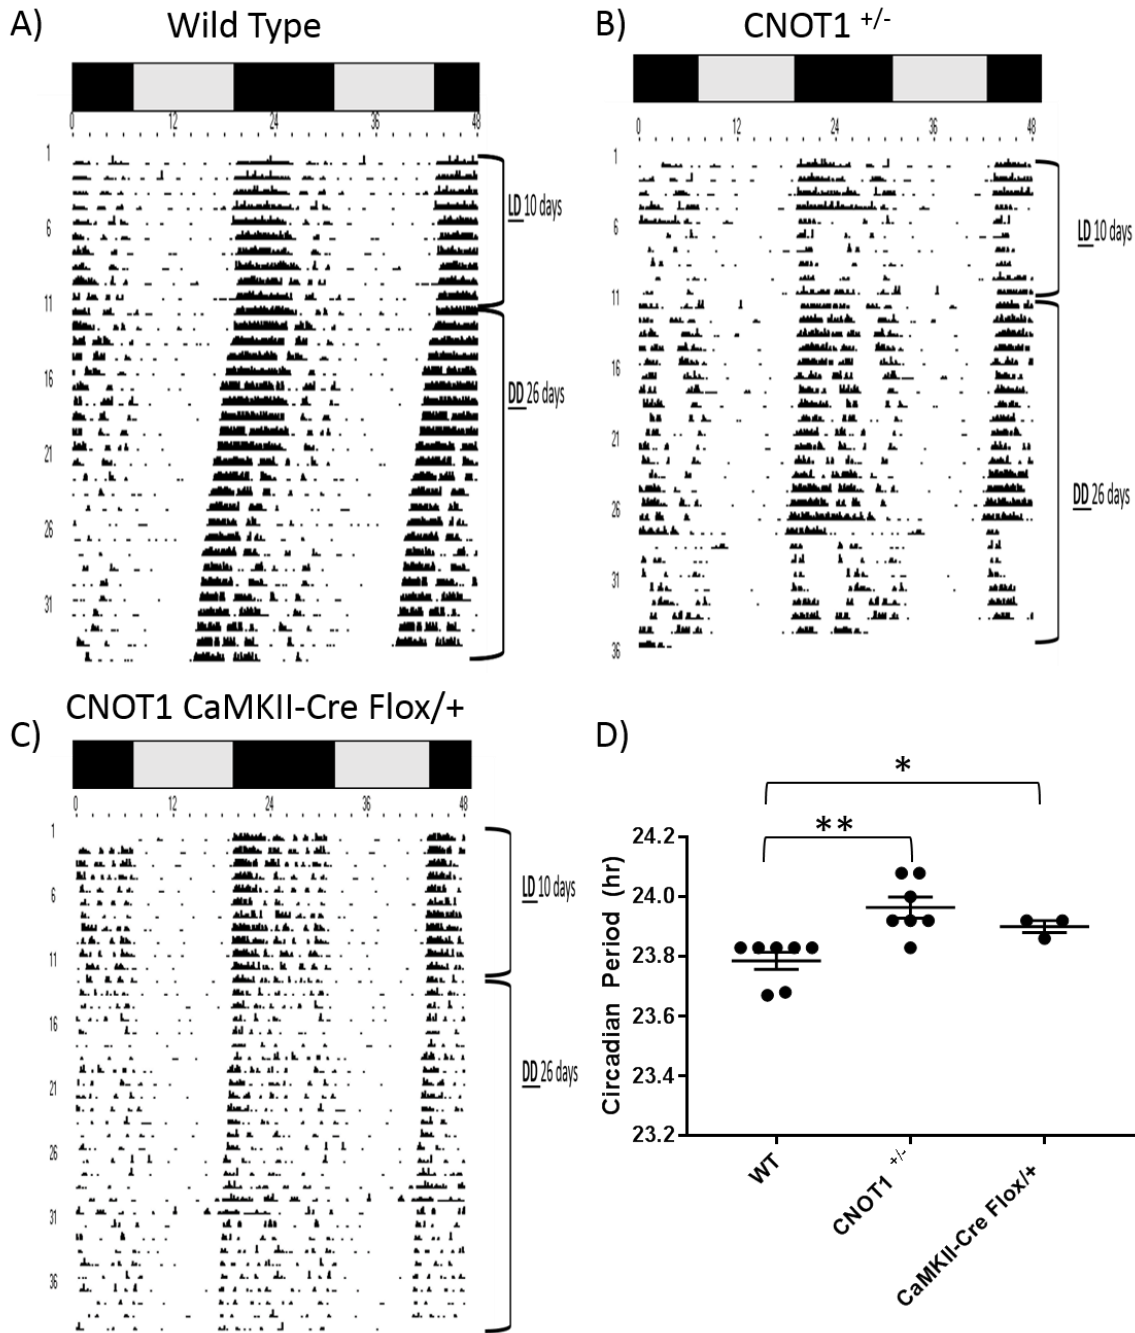 A)
Wild Type
0 12 24 36 48
1
6
11
16
21
26
31
LD 10 days
DD 26 days
B)
CNOT1 +/-
0 12 24 36 48
1
6
11
16
21
26
31
36
LD 10 days
DD 26 days
CNOT1 CaMKII-Cre Flox/+
C)
0 12 24 36 48
1
6
11
16
21
26
31
36
LD 10 days
DD 26 days
D)
*
**
Circadian Period (hr)
24.2
24.0
23.8
23.6
23.4
23.2
WT
CNOT1 +/-
CaMKII-Cre Flox/+